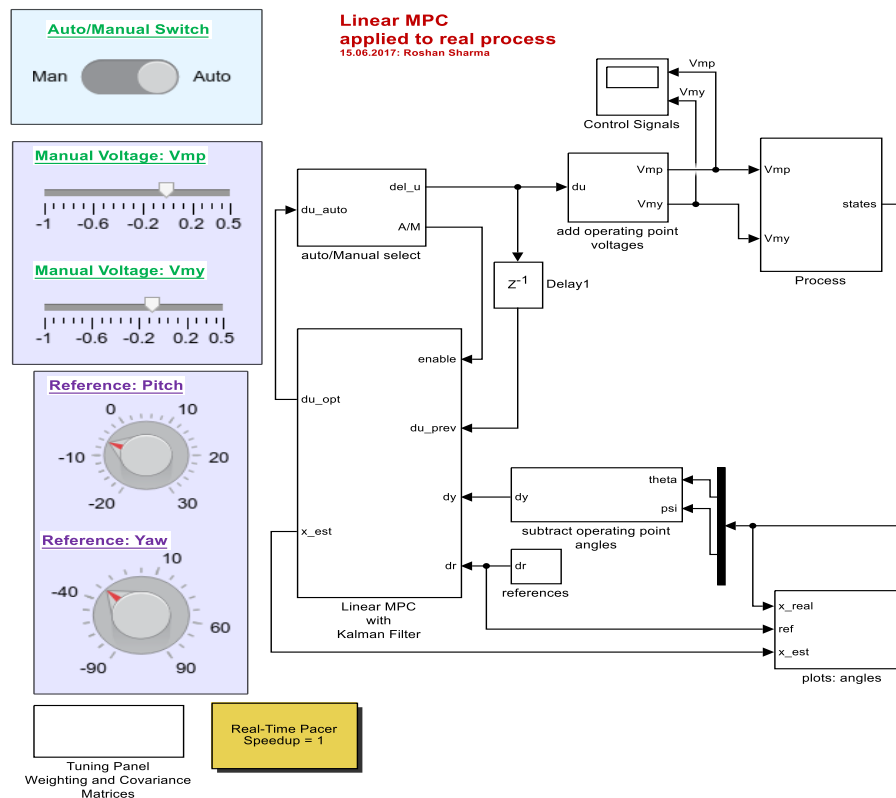 Auto/Manual Switch
Man
Auto
Linear MPC
applied to real process
15.06.2017: Roshan Sharma
Manual Voltage: Vmp
-1 -0.6 -0.2 0.2 0.5
Manual Voltage: Vmy
-1 -0.6 -0.2 0.2 0.5
Reference: Pitch
0 10
-10 20
-20 30
Reference: Yaw
10
-40
60
-90 90
Tuning Panel
Weighting and Covariance
Matrices
Real-Time Pacer
Speedup = 1
du_auto
del_u
A/M
auto/Manual select
Z-1
Delay1
du
Vmp
Vmy
add operating point
voltages
Vmp
Vmy
Control Signals
Vmp
Vmy
states
Process
enable
du_opt
du_prev
dy
x_est
dr
Linear MPC
with
Kalman Filter
theta
dy
psi
subtract operating point
angles
dr
references
x_real
ref
x_est
plots: angles